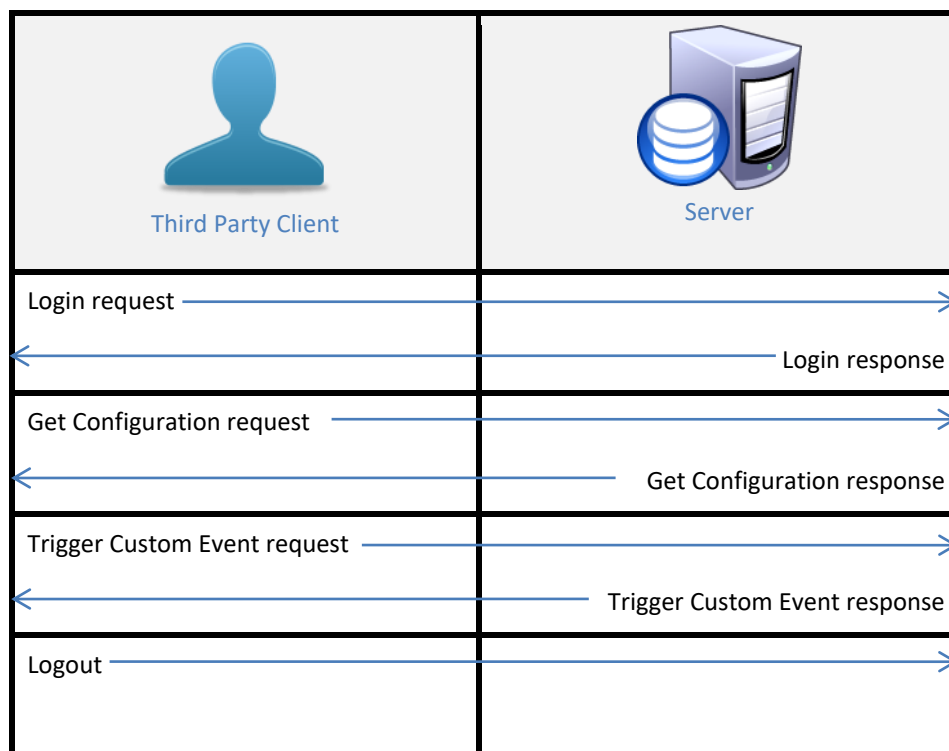 Third Party Client
Server
Login request
Login response
Get Configuration request
Get Configuration response
Trigger Custom Event request
Trigger Custom Event response
Logout